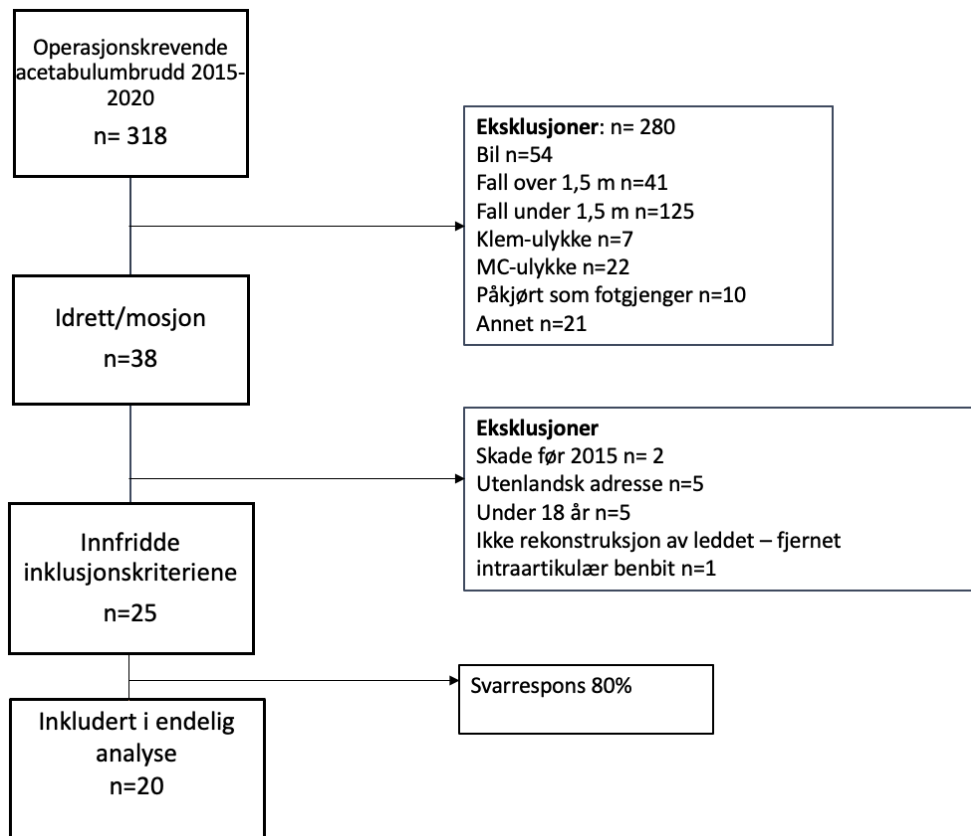 Operasjonskrevende
acetabulumbrudd 2015-
2020
n= 318
Eksklusjoner: n= 280
Bil n=54
Fall over 1,5 m n=41
Fall under 1,5 m n=125
Klem-ulykke n=7
MC-ulykke n=22
Påkjørt som fotgjenger n=10
Annet n=21
Idrett/mosjon
n=38
Eksklusjoner
Skade før 2015 n= 2
Utenlandsk adresse n=5
Under 18 år n=5
Ikke rekonstruksjon av leddet – fjernet
intraartikulær benbit n=1
Innfridde
inklusjonskriteriene
n=25
Svarrespons 80%
Inkludert i endelig
analyse
n=20